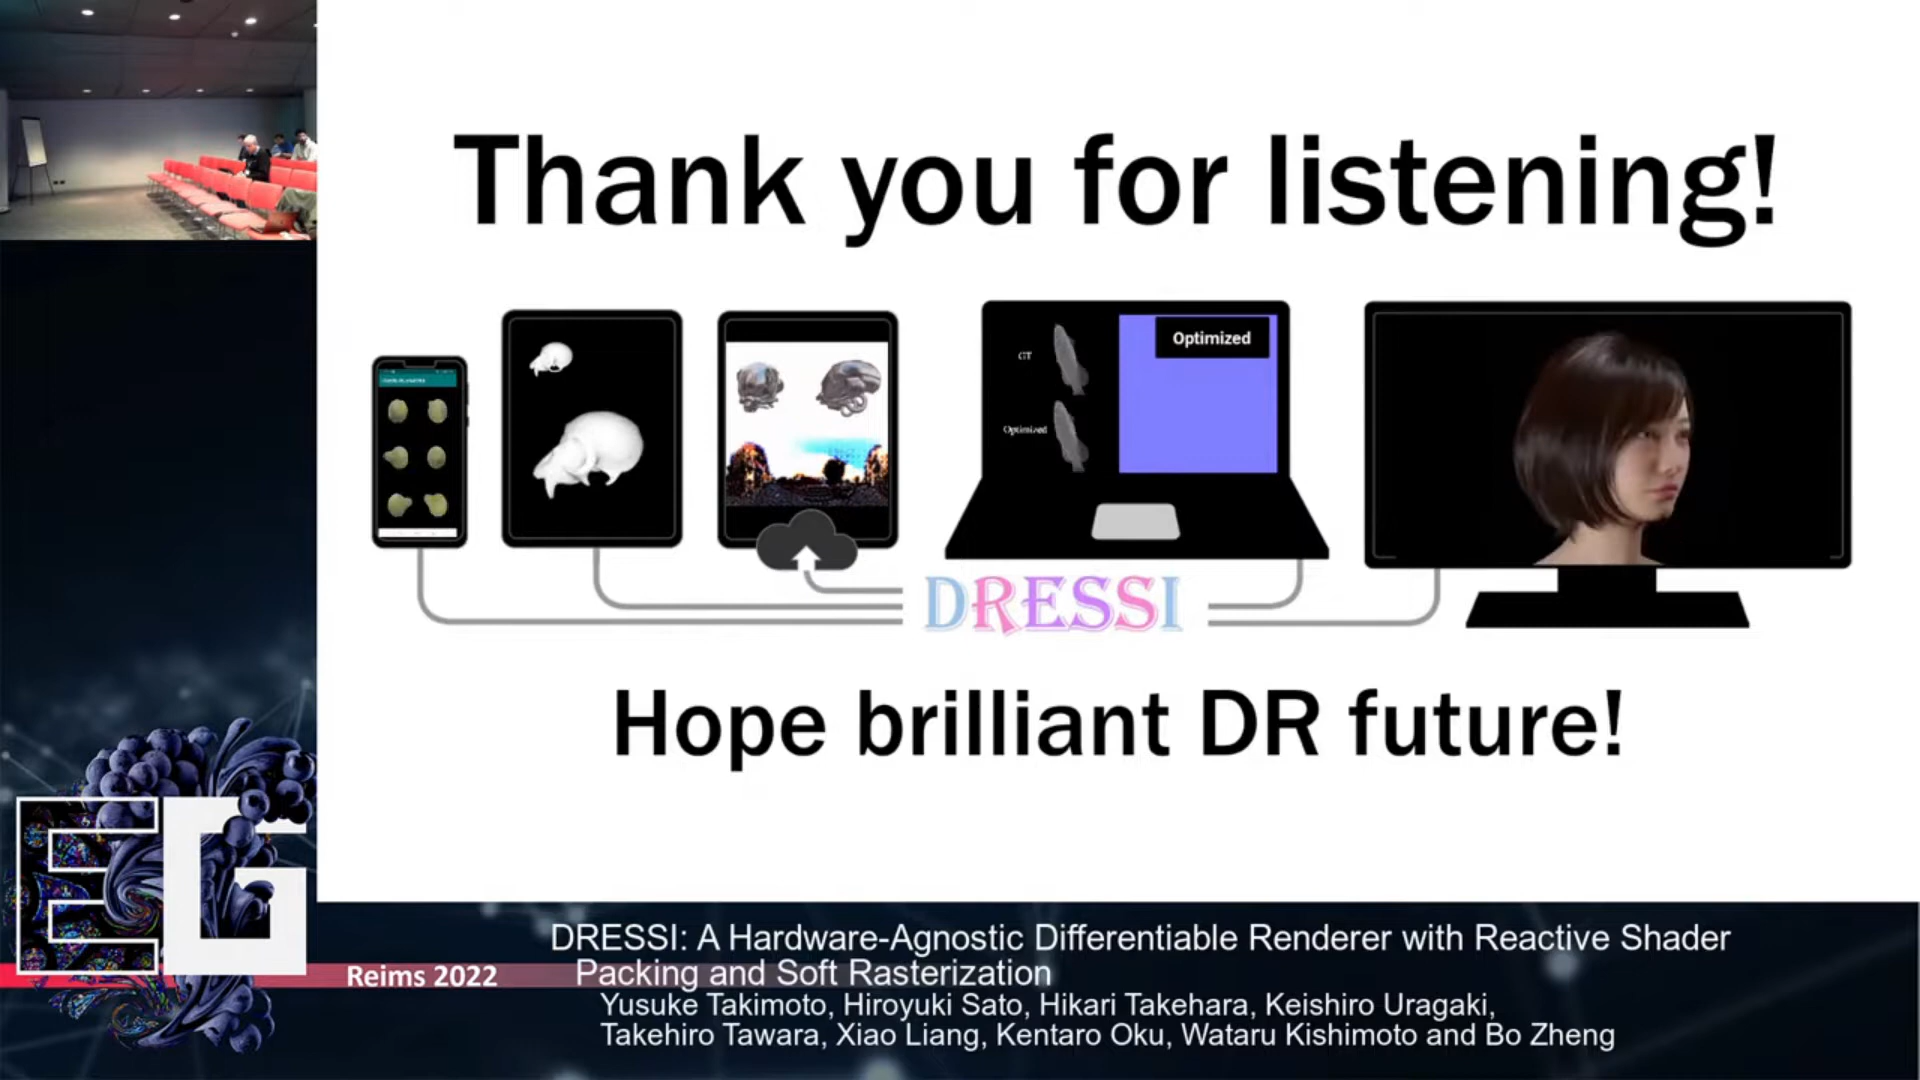 Thank you for listening!
GT
Optimized
Optimized
DRESSI
Hope brilliant DR future!
EG
Reims 2022
DRESSI: A Hardware-Agnostic Differentiable Renderer with Reactive Shader
Packing and Soft Rasterization
Yusuke Takimoto, Hiroyuki Sato, Hikari Takehara, Keishiro Uragaki,
Takehiro Tawara, Xiao Liang, Kentaro Oku, Wataru Kishimoto and Bo Zheng